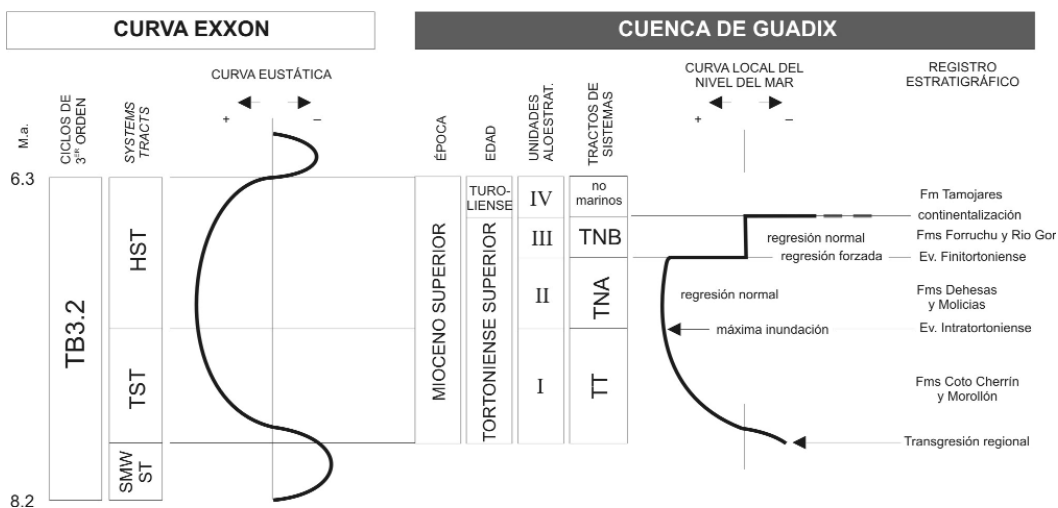 CURVA EXXON
CUENCA DE GUADIX
M.a.
CICLOS DE
3ER ORDEN
SYSTEMS
TRACTS
CURVA EUSTÁTICA
+
–
6.3
8.2
TB3.2
HST
TST
SMW
ST
ÉPOCA
EDAD
UNIDADES
ALOESTRAT.
TRACTOS DE
SISTEMAS
CURVA LOCAL DEL
NIVEL DEL MAR
+
–
REGISTRO
ESTRATIGRÁFICO
MIOCENO SUPERIOR
TURO-
LIENSE
TORTONIENSE SUPERIOR
IV
III
II
I
no
marinos
TNB
TNA
TT
regresión normal
regresión forzada
regresión normal
máxima inundación
Fm Tamojares
continentalización
Fms Forruchu y Rio Gor
Ev. Finitortoniense
Fms Dehesas
y Molicias
Ev. Intratortoniense
Fms Coto Cherrín
y Morollón
Transgresión regional